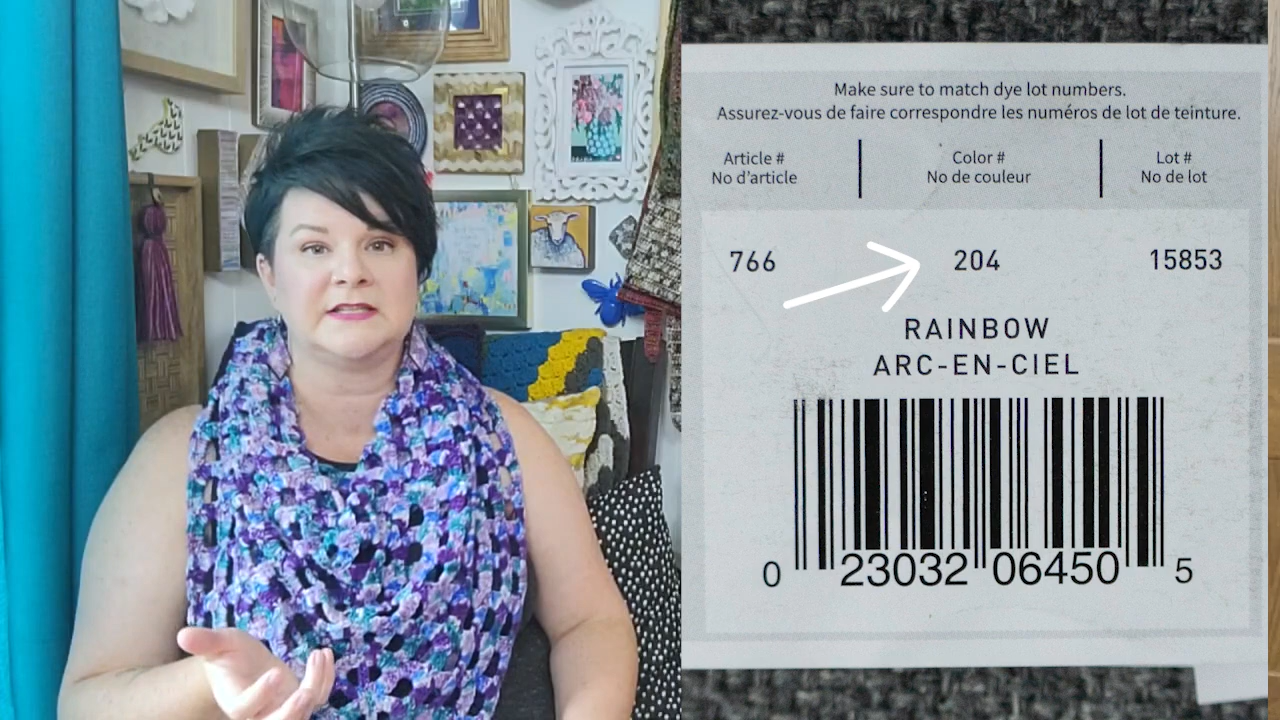 Make sure to match dye lot numbers.
Assurez-vous de faire correspondre les numéros de lot de teinture.
Article #
No d'article
Color #
No de couleur
Lot #
No de lot
766
204
15853
RAINBOW
ARC-EN-CIEL
0 23032 06450 5